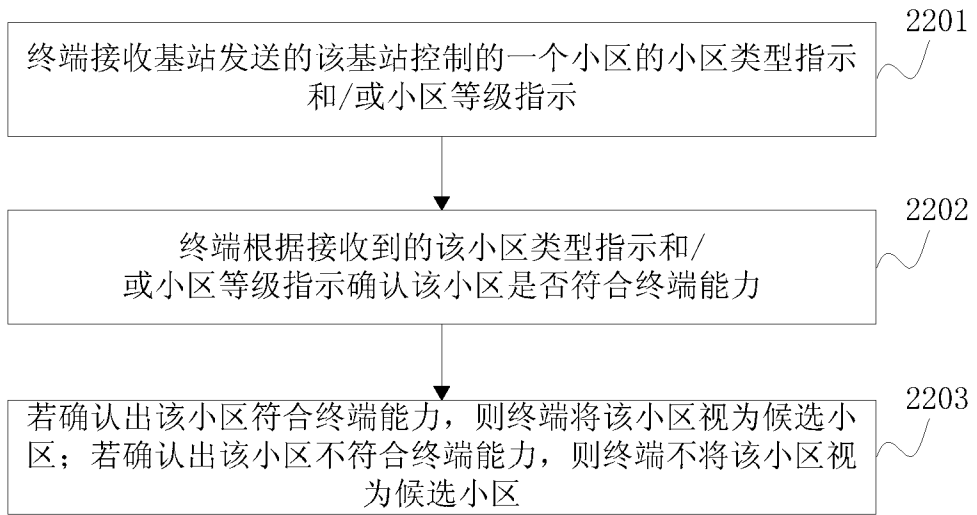 2201
终端接收基站发送的该基站控制的一个小区的小区类型指示
和/或小区等级指示
2202
终端根据接收到的该小区类型指示和/
或小区等级指示确认该小区是否符合终端能力
2203
若确认出该小区符合终端能力，则终端将该小区视为候选小
区；若确认出该小区不符合终端能力，则终端不将该小区视
为候选小区